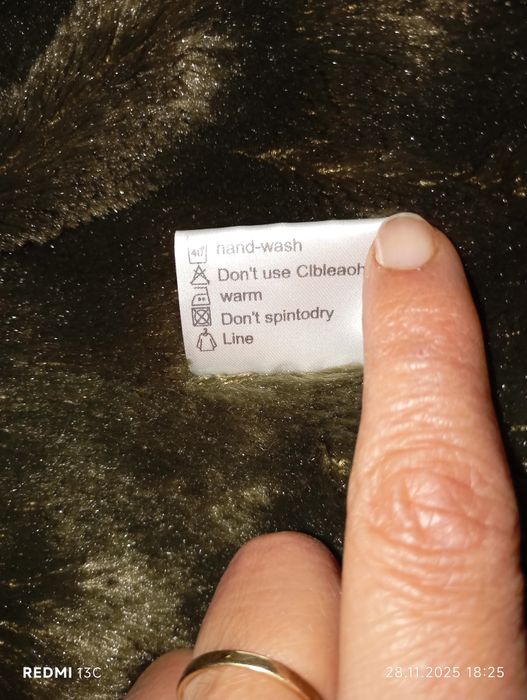 40 hand-wash
Don't use Clbleach
warm
Don't spintodry
Line
REDMI 13C
28.11.2025 18:25